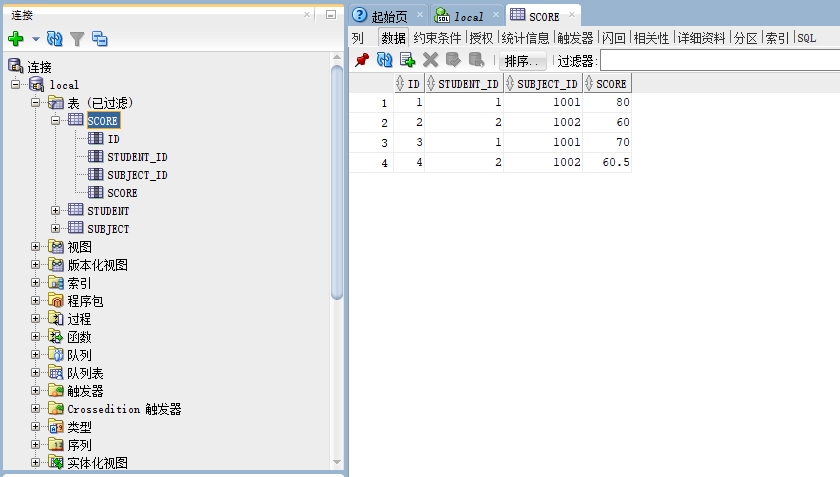 连接
连接
local
表 (已过滤)
SCORE
ID
STUDENT_ID
SUBJECT_ID
SCORE
STUDENT
SUBJECT
视图
版本化视图
索引
程序包
过程
函数
队列
队列表
触发器
Crossedition 触发器
类型
序列
实体化视图
起始页 local SCORE
列 数据 约束条件 授权 统计信息 触发器 闪回 相关性 详细资料 分区 索引 SQL
排序.. 过滤器:
ID STUDENT_ID SUBJECT_ID SCORE
1 1 1 1001 80
2 2 2 1002 60
3 3 1 1001 70
4 4 2 1002 60.5